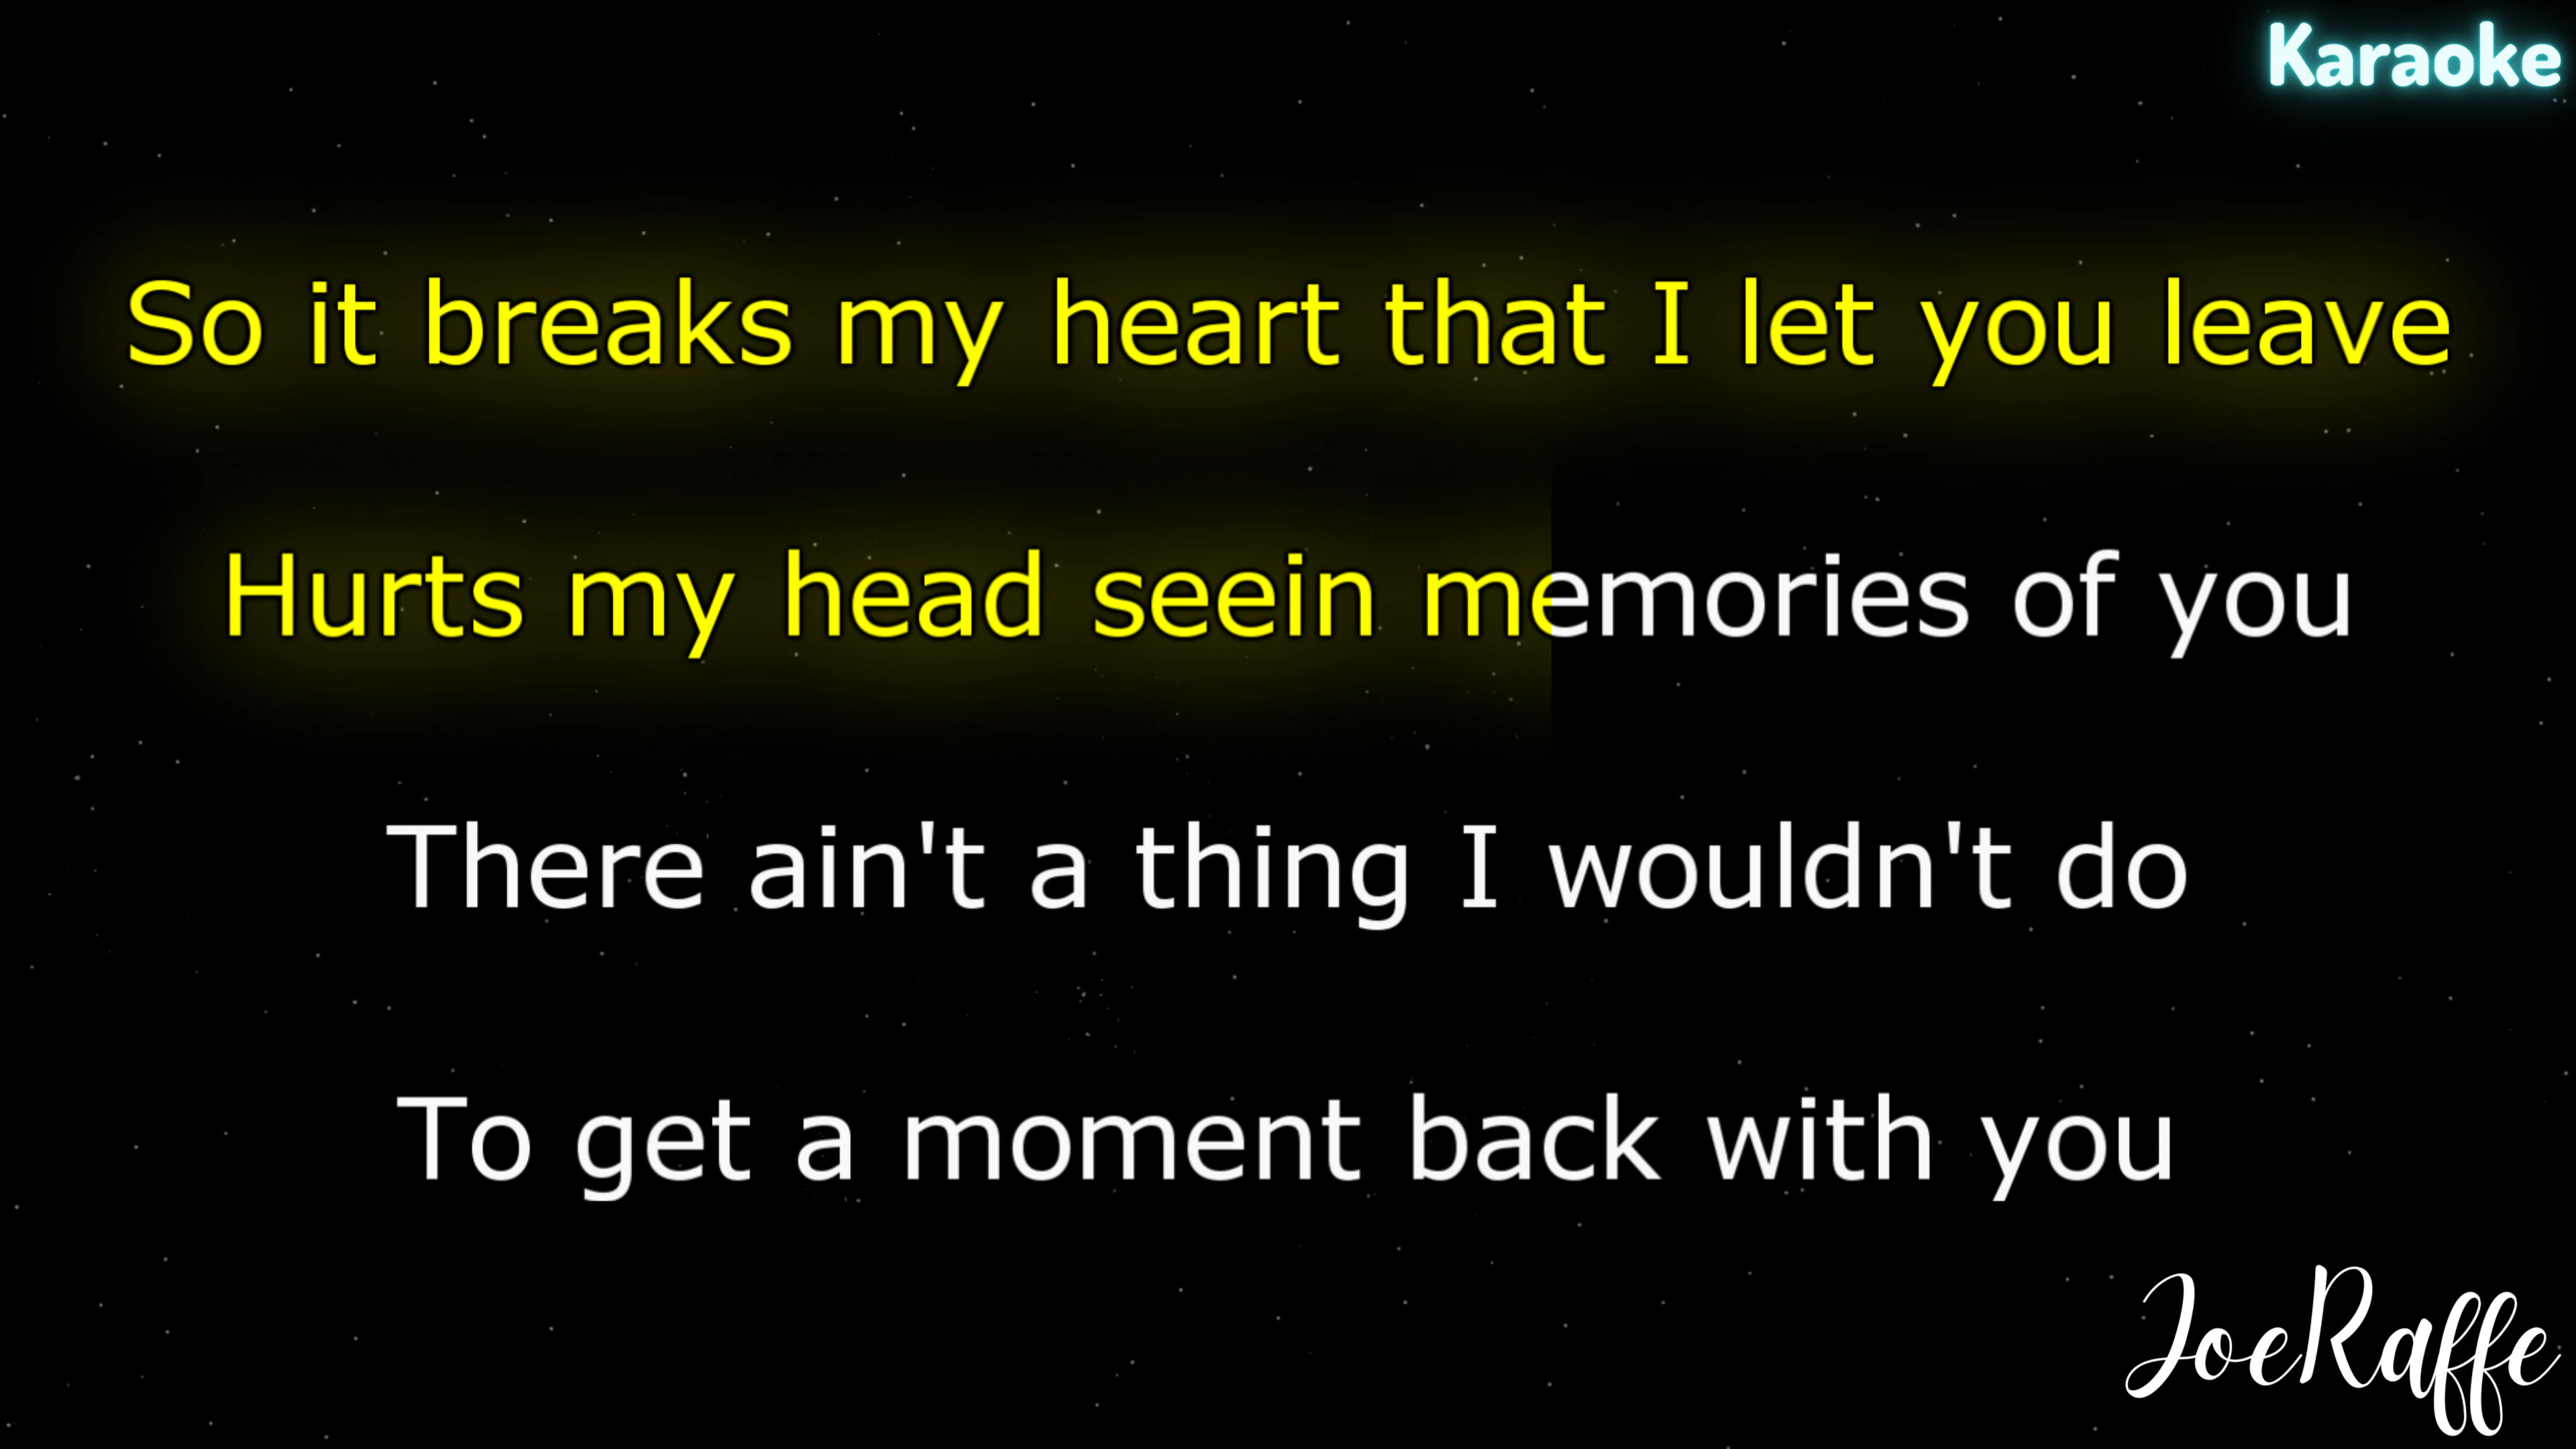 Karaoke
So it breaks my heart that I let you leave
Hurts my head seein memories of you
There ain't a thing I wouldn't do
To get a moment back with you
JoeRaffe